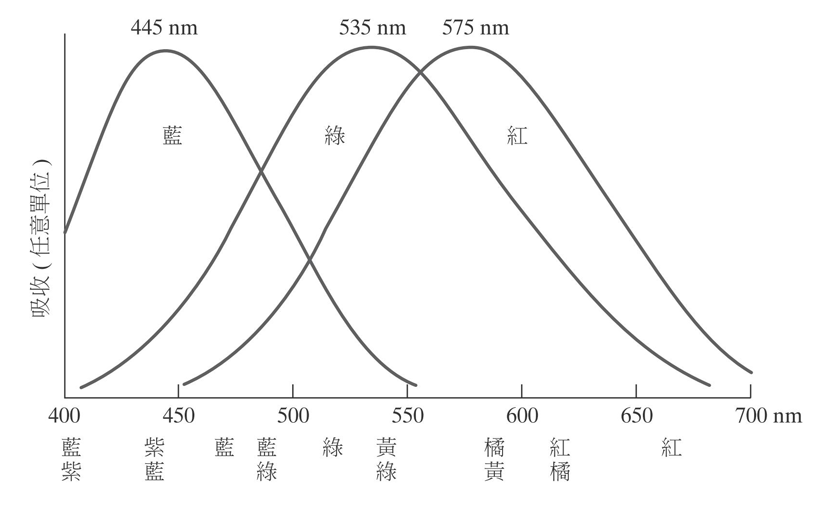 445 nm
535 nm
575 nm
藍
綠
紅
吸收 ( 任意單位 )
400
450
500
550
600
650
700 nm
藍紫
紫藍
藍
藍綠
綠
黃綠
橘黃
紅橘
紅